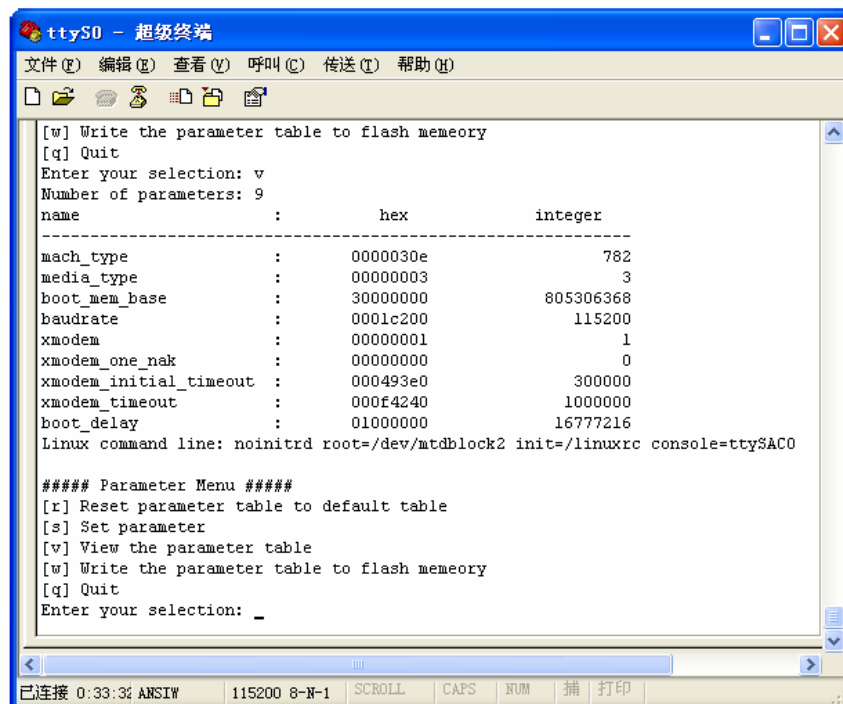 ttyS0 - 超级终端
文件(F) 编辑(E) 查看(V) 呼叫(C) 传送(T) 帮助(H)
[w] Write the parameter table to flash memeory
[q] Quit
Enter your selection: v
Number of parameters: 9
name : hex integer
-------------------------------------------------------------
mach_type : 0000030e 782
media_type : 00000003 3
boot_mem_base : 30000000 805306368
baudrate : 0001c200 115200
xmodem : 00000001 1
xmodem_one_nak : 00000000 0
xmodem_initial_timeout : 000493e0 300000
xmodem_timeout : 000f4240 1000000
boot_delay : 01000000 16777216
Linux command line: noinitrd root=/dev/mtdblock2 init=/linuxrc console=ttySAC0
##### Parameter Menu #####
[r] Reset parameter table to default table
[s] Set parameter
[v] View the parameter table
[w] Write the parameter table to flash memeory
[q] Quit
Enter your selection: _
已连接 0:33:32 ANSIW 115200 8-N-1 SCROLL CAPS NUM 捕 打印